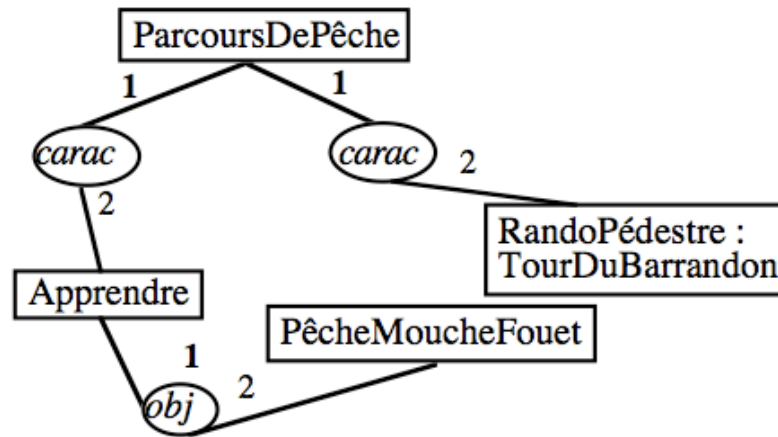 ParcoursDePêche
1
1
carac
carac
2
2
RandoPédestre :
TourDuBarrandon
Apprendre
PêcheMoucheFouet
1
2
obj